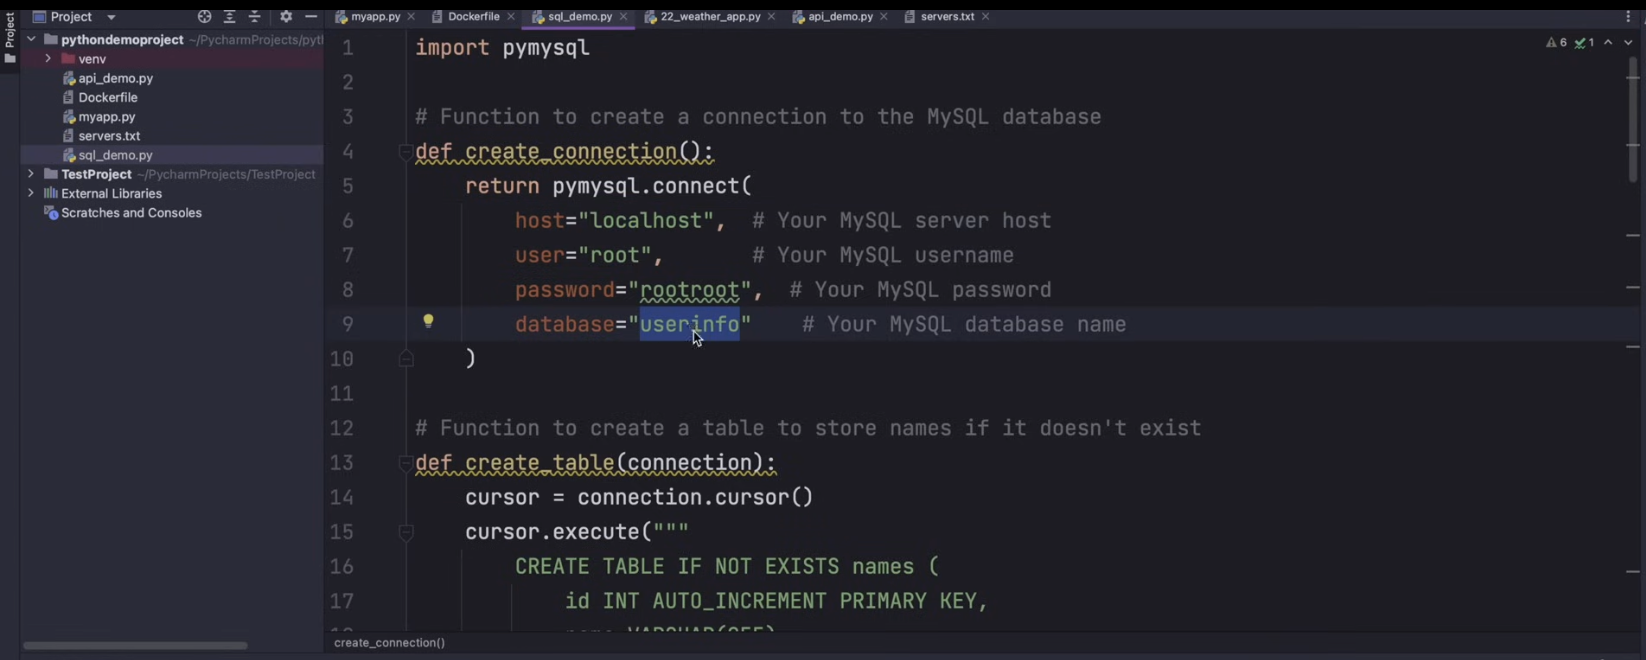 Project
myapp.py
Dockerfile
sql_demo.py
22_weather_app.py
api_demo.py
servers.txt
Project
pythondemoproject ~/PycharmProjects/pyth
venv
api_demo.py
Dockerfile
myapp.py
servers.txt
sql_demo.py
TestProject ~/PycharmProjects/TestProject
External Libraries
Scratches and Consoles
6 1
1 import pymysql
2
3 # Function to create a connection to the MySQL database
4 def create_connection():
5 return pymysql.connect(
6 host="localhost", # Your MySQL server host
7 user="root", # Your MySQL username
8 password="rootroot", # Your MySQL password
9 database="userinfo" # Your MySQL database name
10 )
11
12 # Function to create a table to store names if it doesn't exist
13 def create_table(connection):
14 cursor = connection.cursor()
15 cursor.execute("""
16 CREATE TABLE IF NOT EXISTS names (
17 id INT AUTO_INCREMENT PRIMARY KEY,
create_connection()